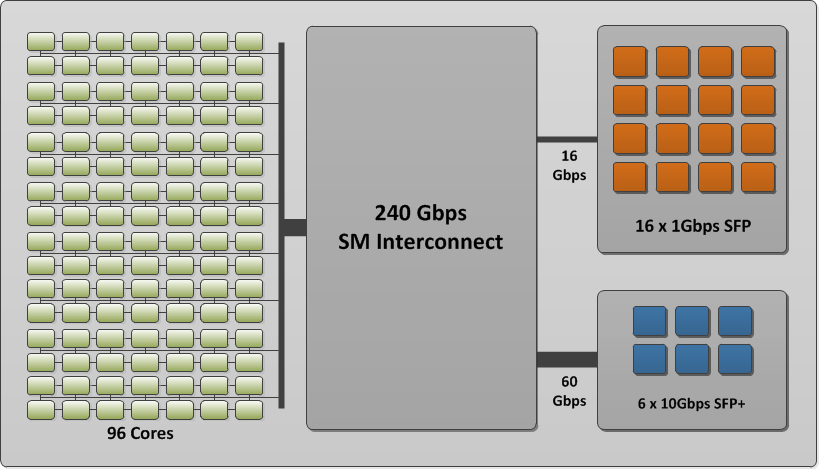 96 Cores
240 Gbps
SM Interconnect
16
Gbps
16 x 1Gbps SFP
60
Gbps
6 x 10Gbps SFP+